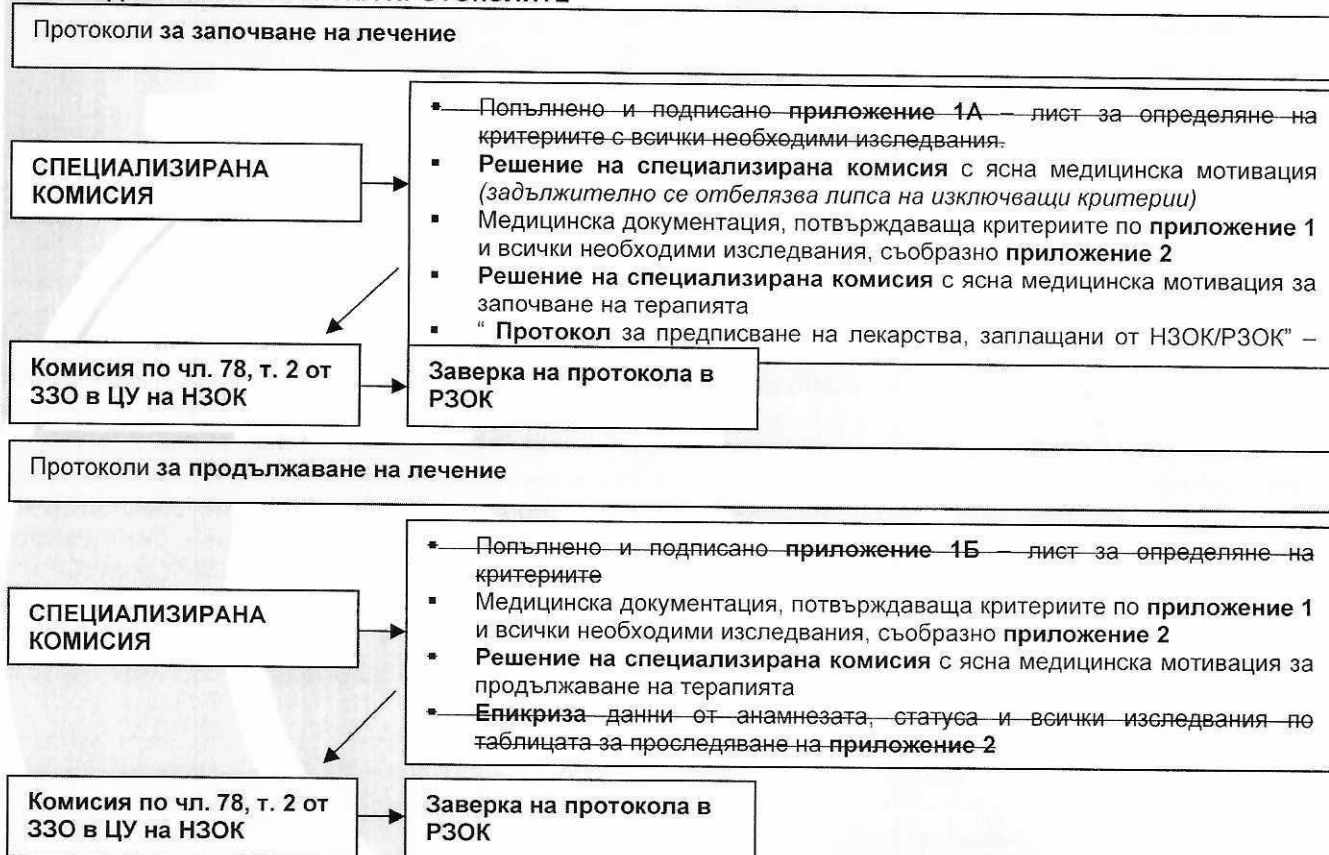 Протоколи за започване на лечение
СПЕЦИАЛИЗИРАНА
КОМИСИЯ
▪ Попълнено и подписано приложение 1А – лист за определяне на
критериите с всички необходими изследвания.
▪ Решение на специализирана комисия с ясна медицинска мотивация
(задължително се отбелязва липса на изключващи критерии)
▪ Медицинска документация, потвърждаваща критериите по приложение 1
и всички необходими изследвания, съобразно приложение 2
▪ Решение на специализирана комисия с ясна медицинска мотивация за
започване на терапията
▪ “ Протокол за предписване на лекарства, заплащани от НЗОК/РЗОК” –
Комисия по чл. 78, т. 2 от
ЗЗО в ЦУ на НЗОК
Заверка на протокола в
РЗОК
Протоколи за продължаване на лечение
СПЕЦИАЛИЗИРАНА
КОМИСИЯ
▪ Попълнено и подписано приложение 1Б – лист за определяне на
критериите
▪ Медицинска документация, потвърждаваща критериите по приложение 1
и всички необходими изследвания, съобразно приложение 2
▪ Решение на специализирана комисия с ясна медицинска мотивация за
продължаване на терапията
▪ Епикриза данни от анамнезата, статуса и всички изследвания по
таблицата за проследяване на приложение 2
Комисия по чл. 78, т. 2 от
ЗЗО в ЦУ на НЗОК
Заверка на протокола в
РЗОК